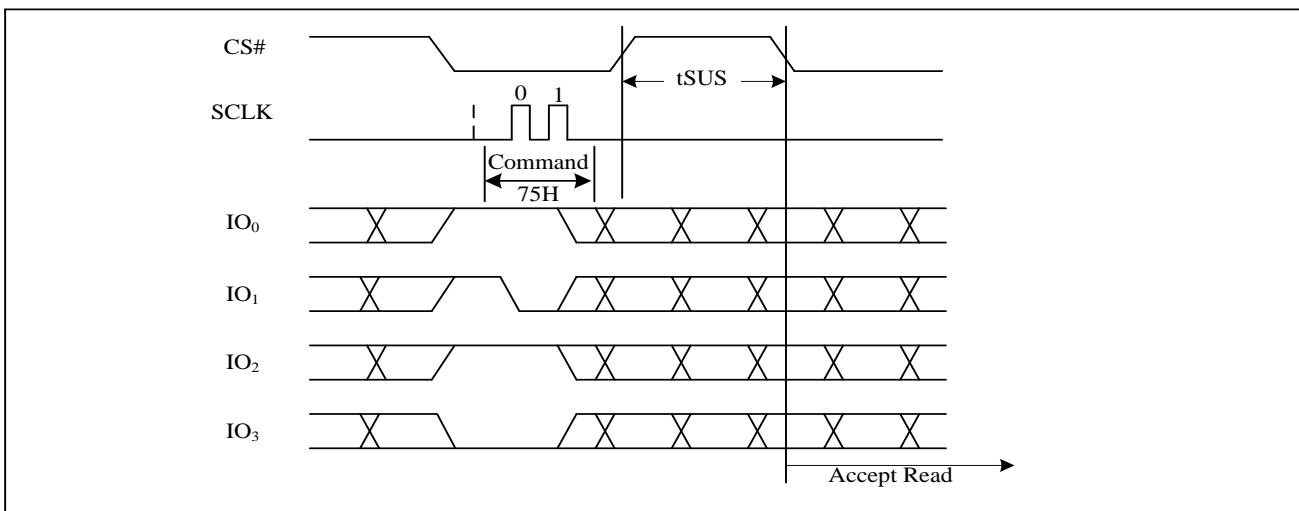 CS#
tSUS
SCLK
0 1
Command
75H
IO₀
IO₁
IO₂
IO₃
Accept Read